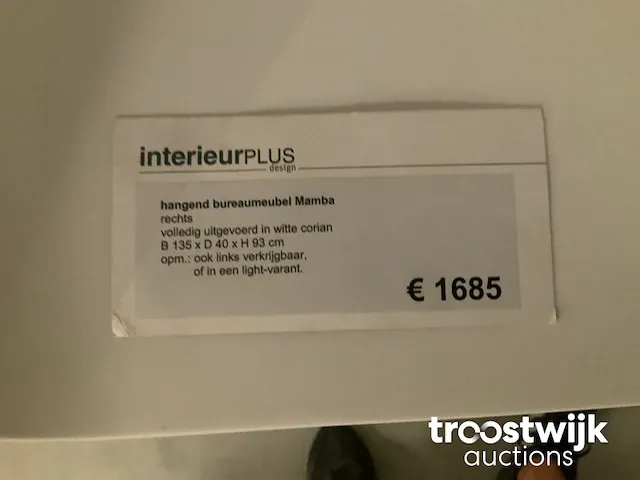 interieurPLUS
design
hangend bureaumeubel Mamba
rechts
volledig uitgevoerd in witte corian
B 135 x D 40 x H 93 cm
opm.: ook links verkrijgbaar,
of in een light-varant.
€ 1685
troostwijk
auctions